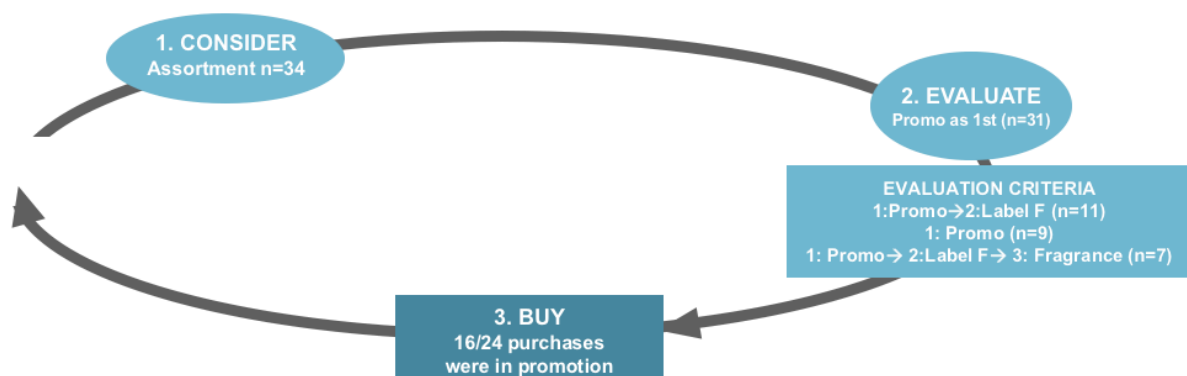 1. CONSIDER
Assortment n=34
2. EVALUATE
Promo as 1st (n=31)
EVALUATION CRITERIA
1:Promo→2:Label F (n=11)
1: Promo (n=9)
1: Promo→ 2:Label F→ 3: Fragrance (n=7)
3. BUY
16/24 purchases
were in promotion